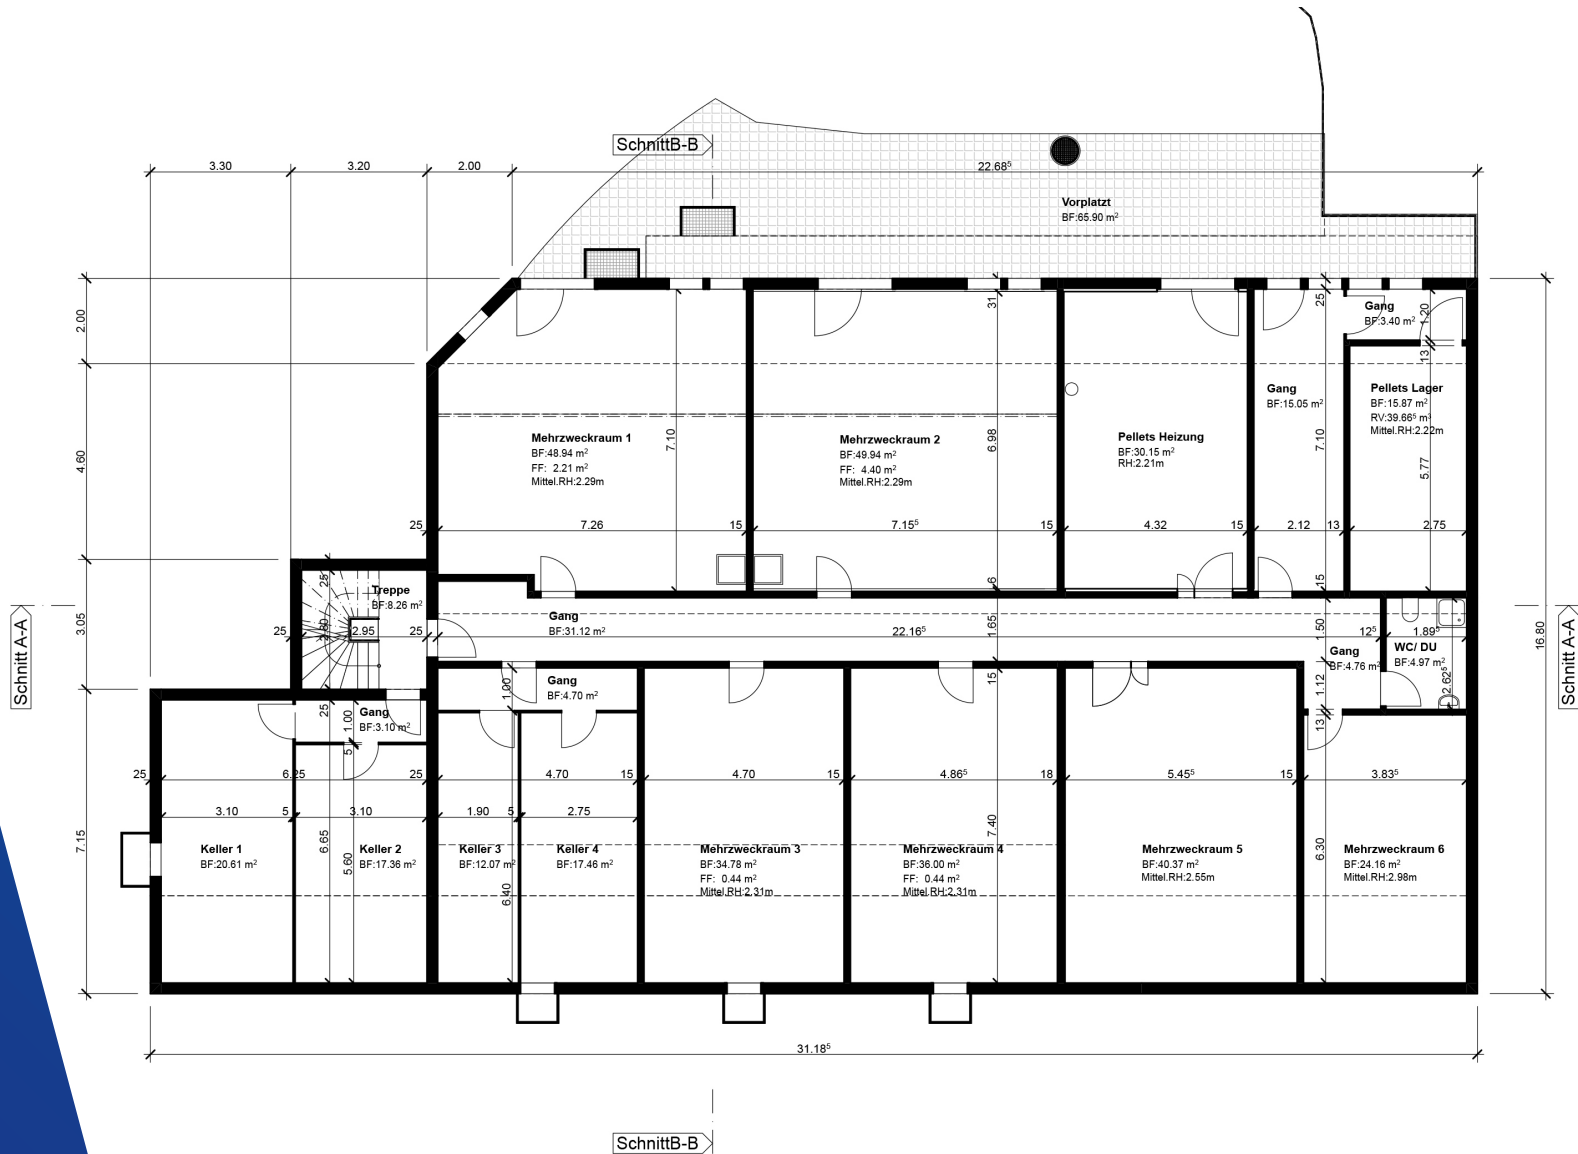 SchnittB-B
3.30
3.20
2.00
22.68⁵
Vorplatzt
BF:65.90 m²
2.00
4.60
3.05
7.15
31
25
Gang
BF:3.40 m²
1.20
13
Mehrzweckraum 1
BF:48.94 m²
FF: 2.21 m²
Mittel.RH:2.29m
7.10
Mehrzweckraum 2
BF:49.94 m²
FF: 4.40 m²
Mittel.RH:2.29m
6.98
Pellets Heizung
BF:30.15 m²
RH:2.21m
Gang
BF:15.05 m²
7.10
Pellets Lager
BF:15.87 m²
RV:39.66⁵ m³
Mittel.RH:2.22m
5.77
25
7.26
15
7.15⁵
15
4.32
15
2.12
13
2.75
25
6
15
Treppe
BF:8.26 m²
2.80
25
2.95
25
Gang
BF:31.12 m²
22.16⁵
1.65
1.50
12⁵
1.89⁵
Gang
BF:4.76 m²
WC/ DU
BF:4.97 m²
2.62⁵
1.12
13
Schnitt A-A
16.80
Schnitt A-A
Gang
BF:4.70 m²
1.00
15
Gang
BF:3.10 m²
25
1.00
5
25
6.25
25
4.70
15
4.70
15
4.86⁵
18
5.45⁵
15
3.83⁵
3.10
5
3.10
1.90
5
2.75
Keller 1
BF:20.61 m²
6.65
5.60
Keller 2
BF:17.36 m²
Keller 3
BF:12.07 m²
6.40
Keller 4
BF:17.46 m²
Mehrzweckraum 3
BF:34.78 m²
FF: 0.44 m²
Mittel.RH:2.31m
Mehrzweckraum 4
BF:36.00 m²
FF: 0.44 m²
Mittel.RH:2.31m
7.40
Mehrzweckraum 5
BF:40.37 m²
Mittel.RH:2.55m
6.30
Mehrzweckraum 6
BF:24.16 m²
Mittel.RH:2.98m
31.18⁵
SchnittB-B